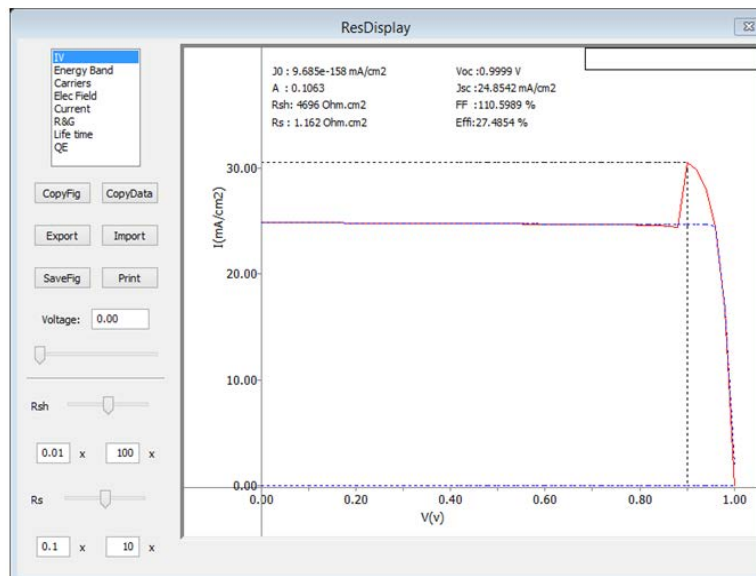 ResDisplay
IV
Energy Band
Carriers
Elec Field
Current
R&G
Life time
QE
CopyFig CopyData
Export Import
SaveFig Print
Voltage: 0.00
Rsh
0.01 x 100 x
Rs
0.1 x 10 x
J0 : 9.685e-158 mA/cm2 Voc:0.9999 V
A : 0.1063 Jsc:24.8542 mA/cm2
Rsh: 4696 Ohm.cm2 FF :110.5989 %
Rs : 1.162 Ohm.cm2 Effi:27.4854 %
I(mA/cm2)
30.00
20.00
10.00
0.00
0.00 0.20 0.40 0.60 0.80 1.00
V(v)